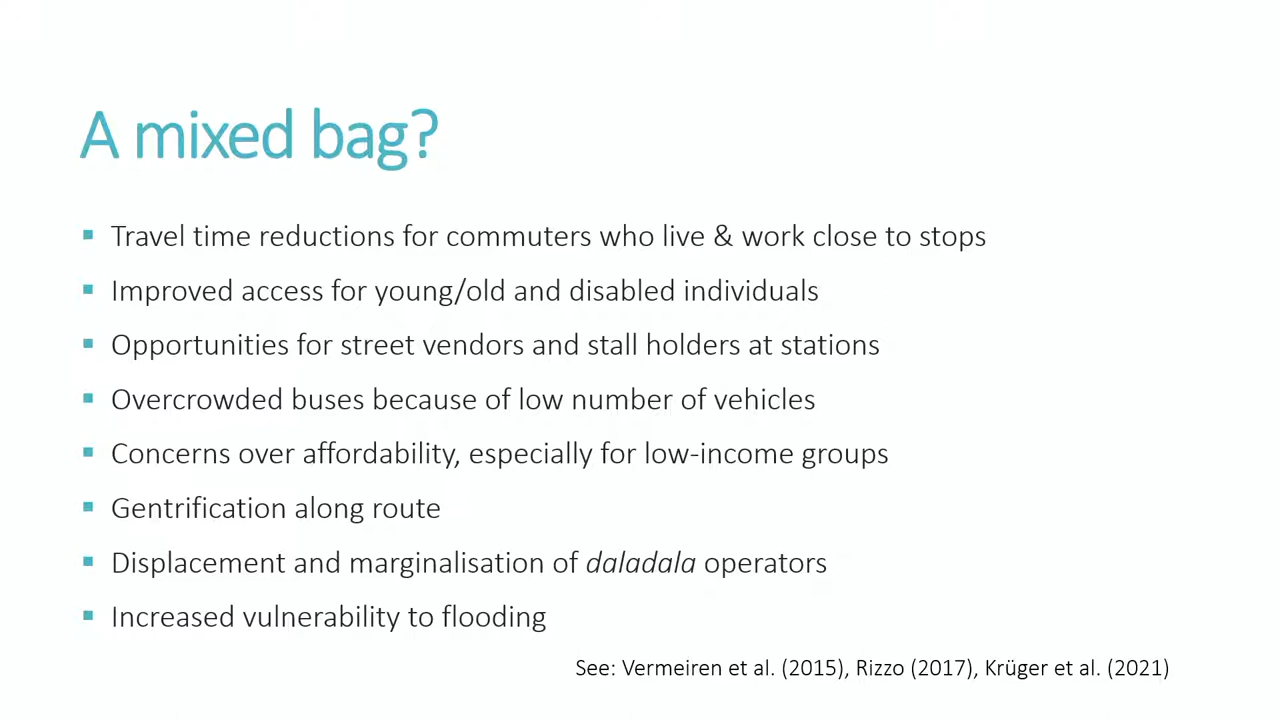 A mixed bag?
▪ Travel time reductions for commuters who live & work close to stops
▪ Improved access for young/old and disabled individuals
▪ Opportunities for street vendors and stall holders at stations
▪ Overcrowded buses because of low number of vehicles
▪ Concerns over affordability, especially for low-income groups
▪ Gentrification along route
▪ Displacement and marginalisation of daladala operators
▪ Increased vulnerability to flooding
See: Vermeiren et al. (2015), Rizzo (2017), Krüger et al. (2021)